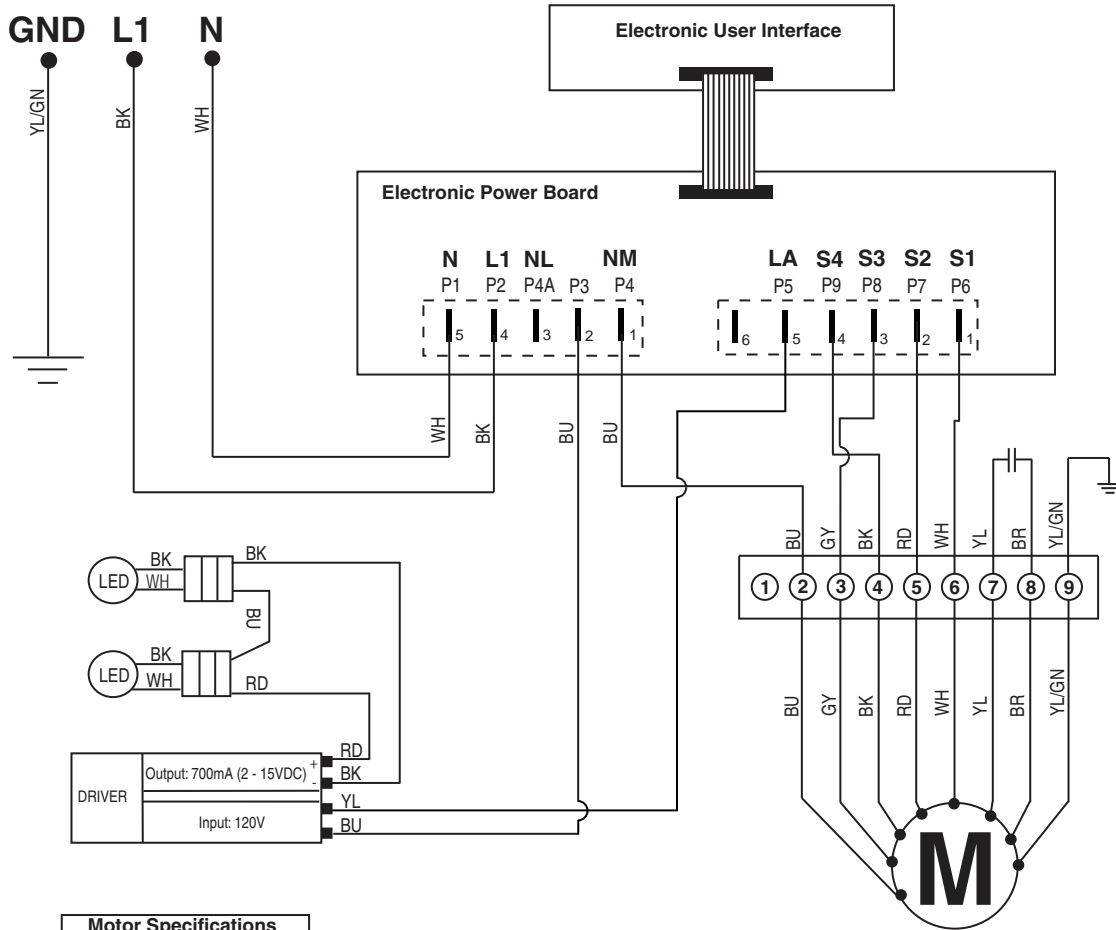 GND L1 N
Electronic User Interface
YL/GN
BK
WH
Electronic Power Board
N L1 NL NM LA S4 S3 S2 S1
P1 P2 P4A P3 P4 P5 P9 P8 P7 P6
5 4 3 2 1 6 5 4 3 2 1
WH
BK
BU
BU
BU
GY
BK
RD
WH
YL
BR
YL/GN
1 2 3 4 5 6 7 8 9
LED BK BK
WH
BU
LED BK
WH RD
BU
GY
BK
RD
WH
YL
BR
YL/GN
DRIVER
Output: 700mA (2 - 15VDC) + RD
- BK
Input: 120V
YL
BU
M
Motor Specifications